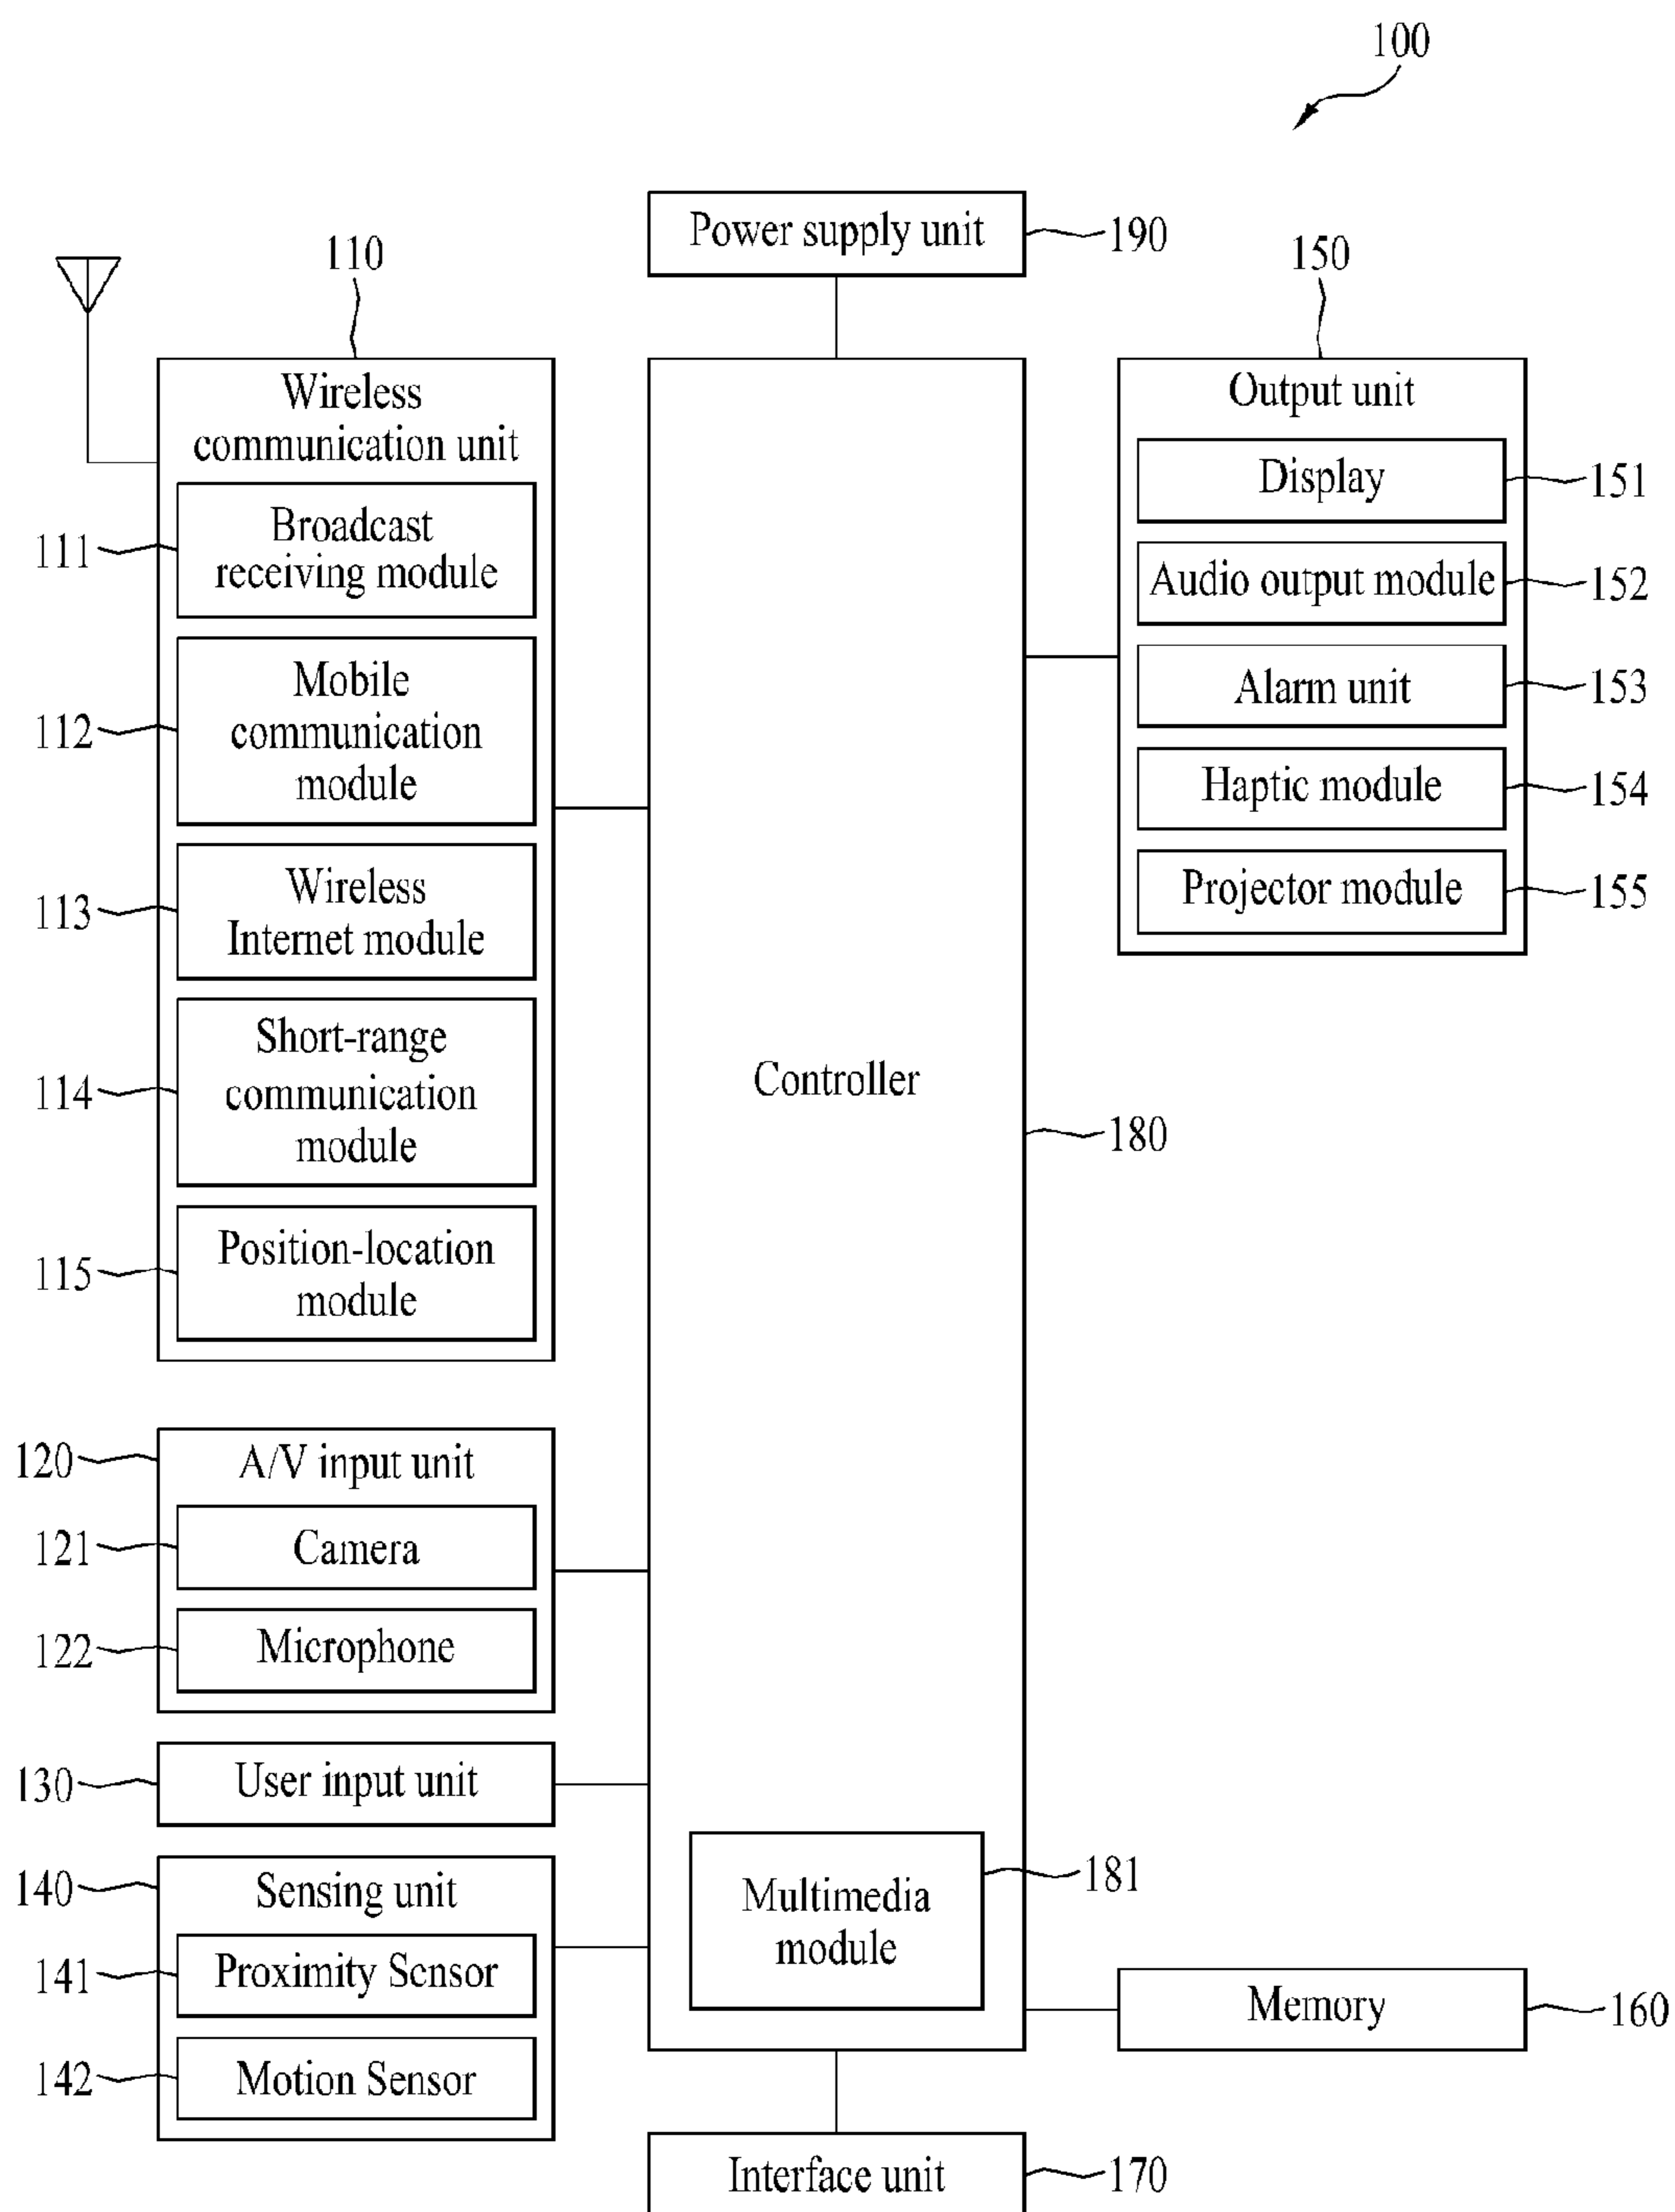 100
Power supply unit
190
110
Wireless
communication unit
111
Broadcast
receiving module
112
Mobile
communication
module
113
Wireless
Internet module
114
Short-range
communication
module
115
Position-location
module
120
A/V input unit
121
Camera
122
Microphone
130
User input unit
140
Sensing unit
141
Proximity Sensor
142
Motion Sensor
Controller
180
Multimedia
module
181
150
Output unit
Display
151
Audio output module
152
Alarm unit
153
Haptic module
154
Projector module
155
Memory
160
Interface unit
170